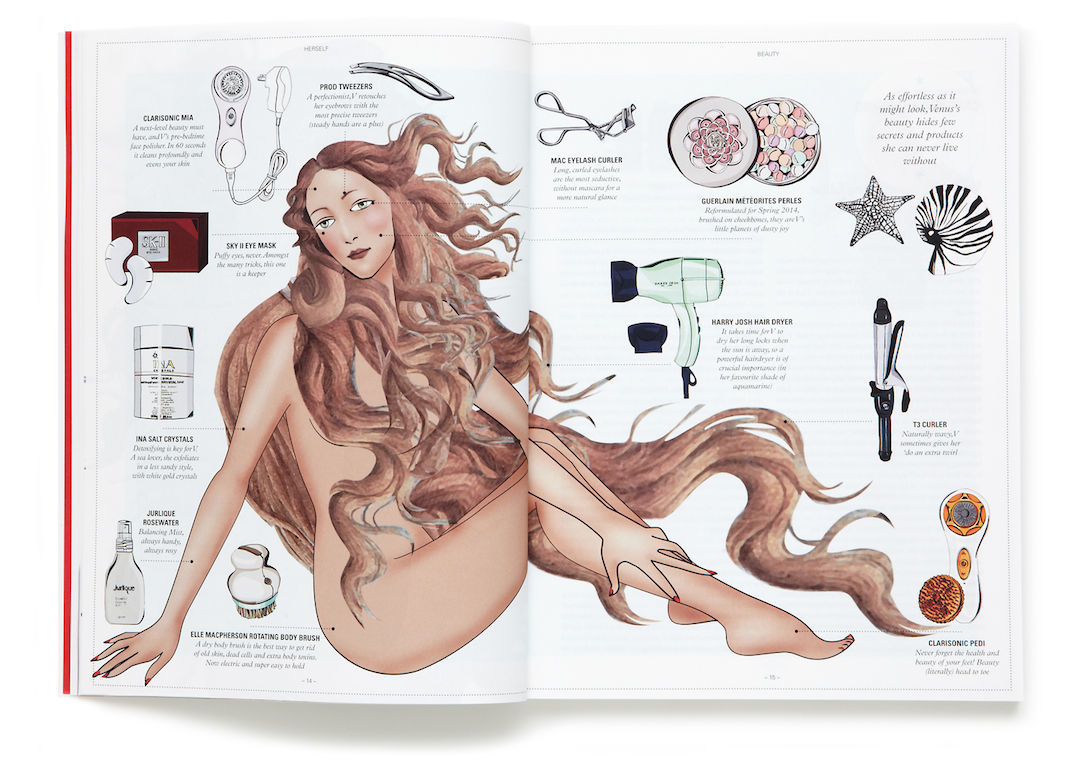 HERSELF
PROD TWEEZERS
A perfectionist,V retouches
her eyebrows with the
most precise tweezers
(steady hands are a plus)
CLARISONIC MIA
A next-level beauty must
have, andV's pre-bedtime
face polisher. In 60 seconds
it cleans profoundly and
evens your skin
SK-II
SKY II EYE MASK
Puffy eyes, never. Amongst
the many tricks, this one
is a keeper
INA
INA SALT CRYSTALS
Detoxifying is key forV.
A sea lover, she exfoliates
in a less sandy style,
with white gold crystals
JURLIQUE
ROSEWATER
Balancing Mist,
always handy,
always rosy
Jurlique
ELLE MACPHERSON ROTATING BODY BRUSH
A dry body brush is the best way to get rid
of old skin, dead cells and extra body toxins.
Now electric and super easy to hold
– 14 –
BEAUTY
As effortless as it
might look,Venus's
beauty hides few
secrets and products
she can never live
without
MAC EYELASH CURLER
Long, curled eyelashes
are the most seductive,
without mascara for a
more natural glance
GUERLAIN MÉTÉORITES PERLES
Reformulated for Spring 2014,
brushed on cheekbones, they areV's
little planets of dusty joy
HARRY JOSH
HARRY JOSH HAIR DRYER
It takes time forV to
dry her long locks when
the sun is away, so a
powerful hairdryer is of
crucial importance (in
her favourite shade of
aquamarine)
T3 CURLER
Naturally wavy,V
sometimes gives her
'do an extra twirl
CLARISONIC PEDI
Never forget the health and
beauty of your feet! Beauty
(literally) head to toe
– 15 –